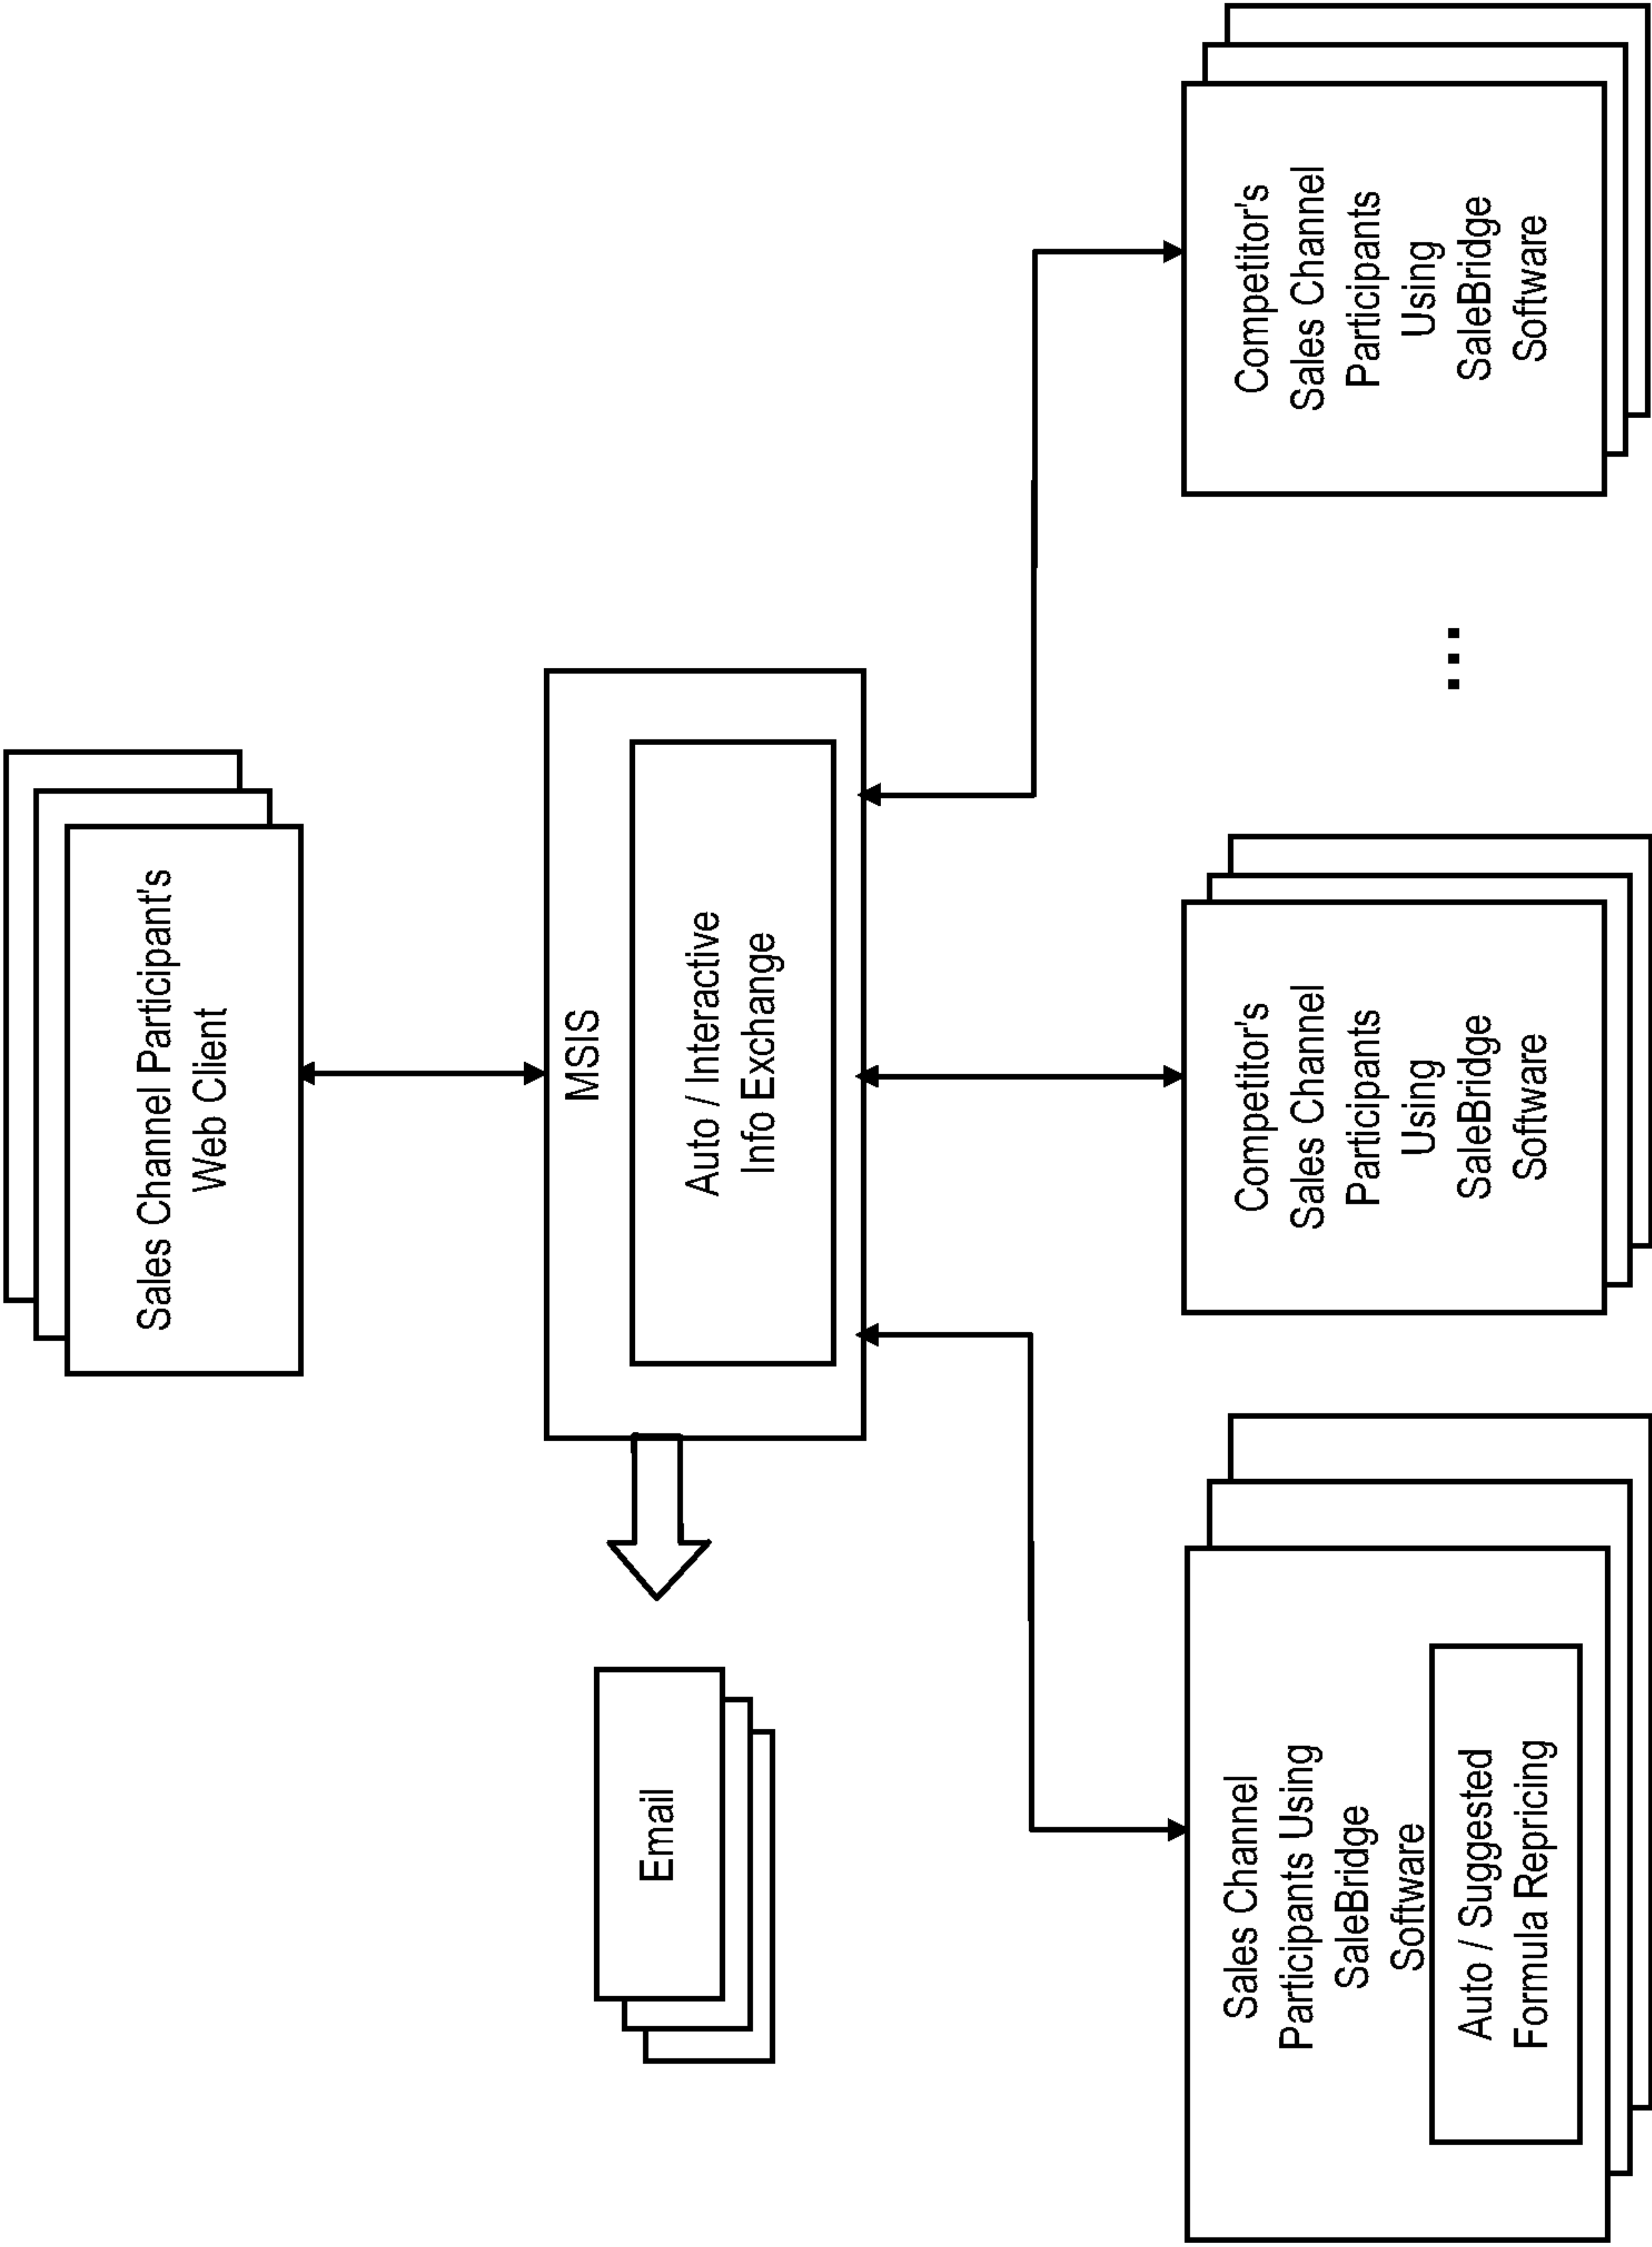 Sales Channel Participant's
Web Client
Email
MSIS
Auto / Interactive
Info Exchange
Sales Channel
Participants Using
SaleBridge
Software
Auto / Suggested
Formula Repricing
Competitor's
Sales Channel
Participants
Using
SaleBridge
Software
...
Competitor's
Sales Channel
Participants
Using
SaleBridge
Software